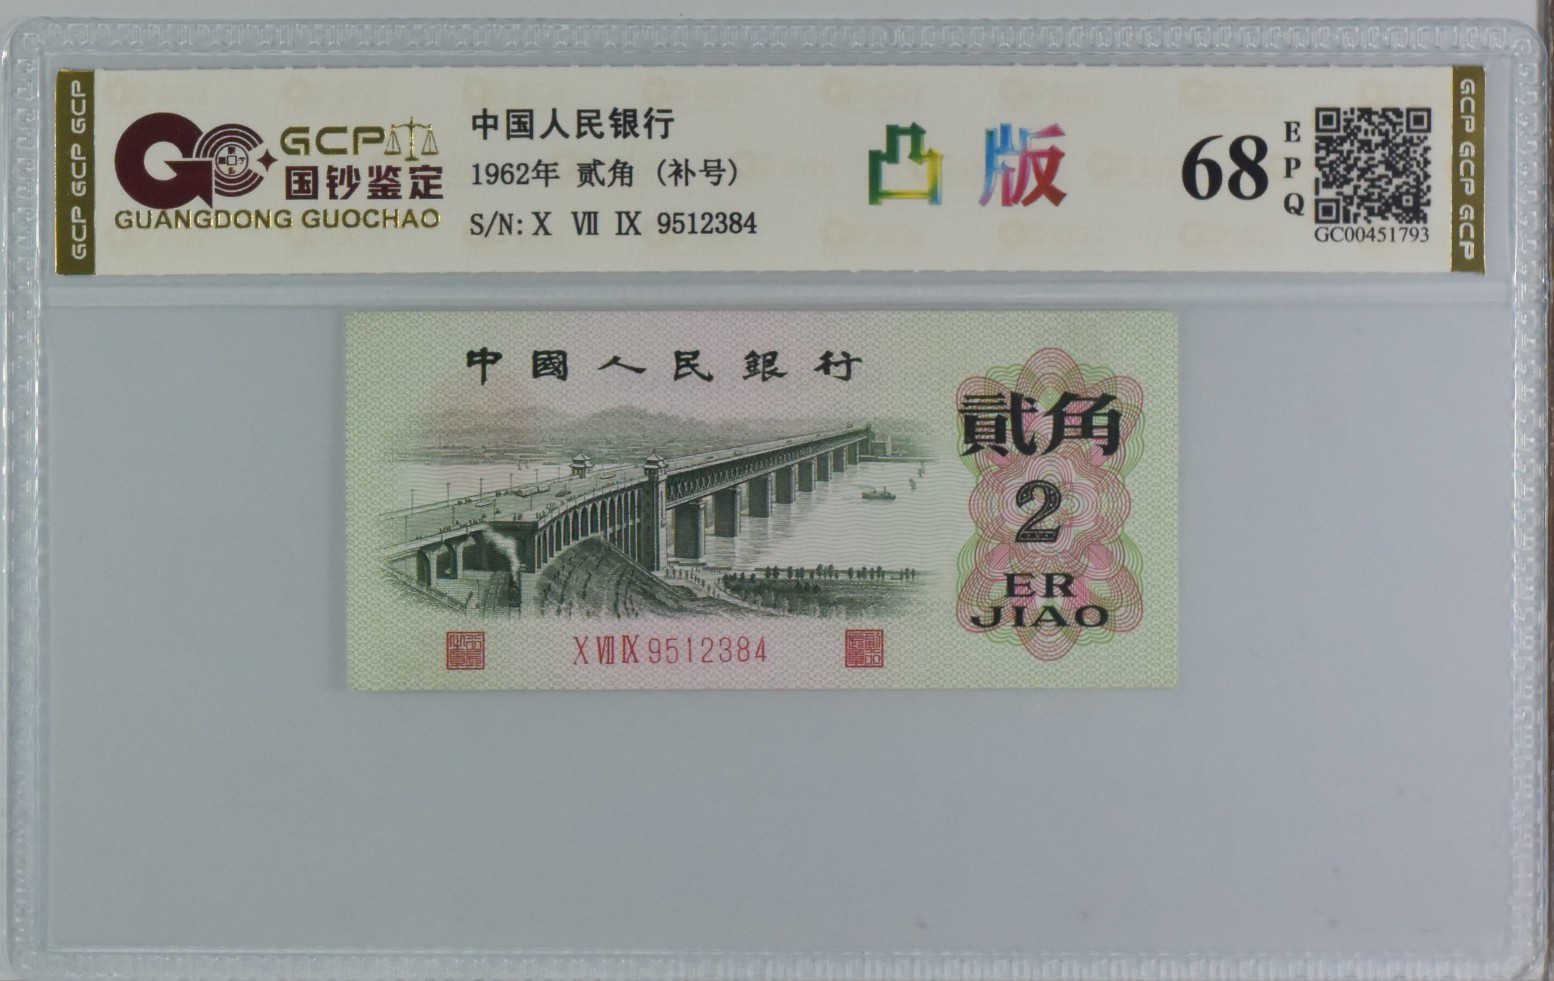 GCP GCP GCP
GCP
国钞鉴定
GUANGDONG GUOCHAO
中国人民银行
1962年 贰角 (补号)
S/N: X Ⅶ Ⅸ 9512384
凸版
68
EPQ
GC00451793
GCP GCP GCP
中國人民銀行
貳角
2
ER
JIAO
X Ⅶ Ⅸ 9512384